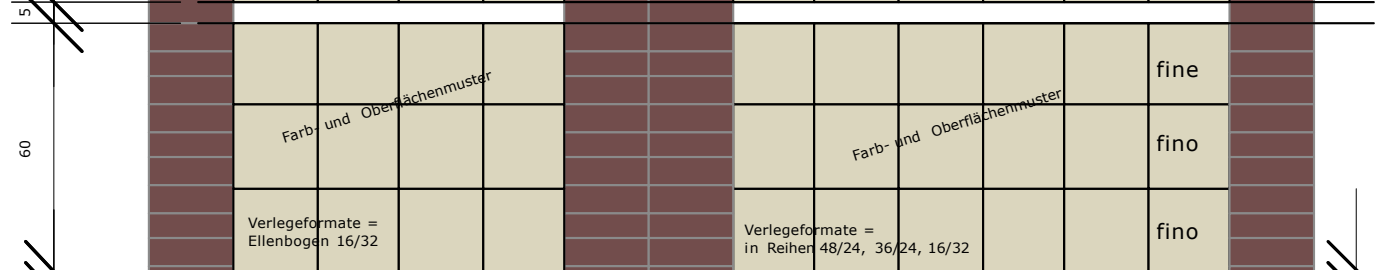 5
fine
Farb- und Oberflächenmuster
Farb- und Oberflächenmuster
60
fino
Verlegeformate =
Ellenbogen 16/32
Verlegeformate =
in Reihen 48/24, 36/24, 16/32
fino